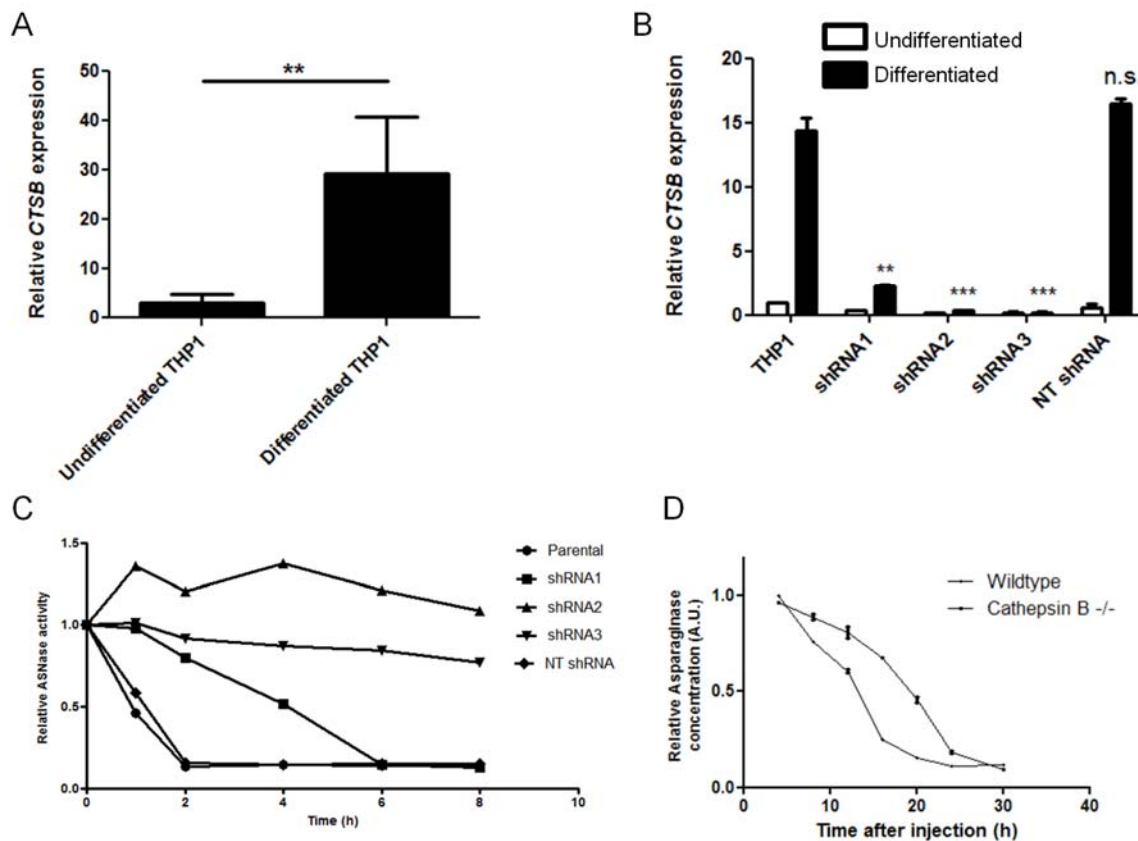 A
Relative CTSB expression
50
40
30
20
10
0
**
Undifferentiated THP1
Differentiated THP1
B
Undifferentiated
Differentiated
Relative CTSB expression
20
15
10
5
0
**
***
***
n.s
THP1
shRNA1
shRNA2
shRNA3
NT shRNA
C
Relative ASNase activity
1.5
1.0
0.5
0.0
0
2
4
6
8
10
Time (h)
Parental
shRNA1
shRNA2
shRNA3
NT shRNA
D
Relative Asparaginase
concentration (A.U.)
1.0
0.5
0.0
0
10
20
30
40
Time after injection (h)
Wildtype
Cathepsin B -/-